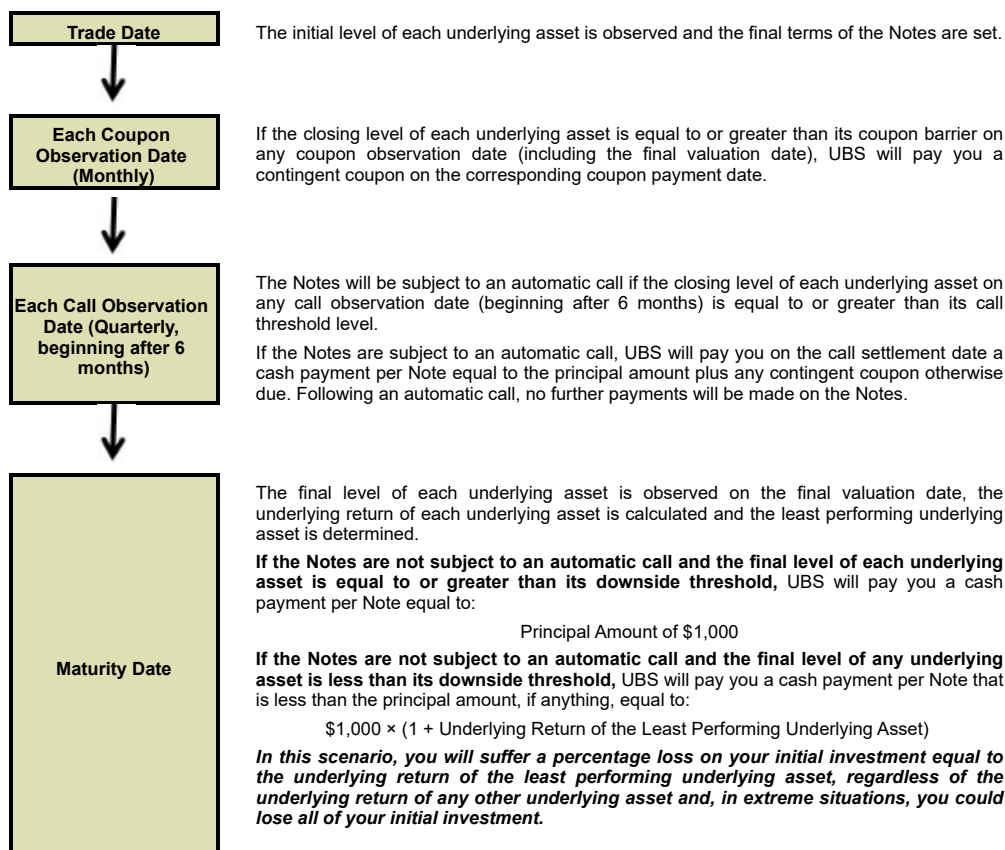 Trade Date
The initial level of each underlying asset is observed and the final terms of the Notes are set.
Each Coupon
Observation Date
(Monthly)
If the closing level of each underlying asset is equal to or greater than its coupon barrier on
any coupon observation date (including the final valuation date), UBS will pay you a
contingent coupon on the corresponding coupon payment date.
Each Call Observation
Date (Quarterly,
beginning after 6
months)
The Notes will be subject to an automatic call if the closing level of each underlying asset on
any call observation date (beginning after 6 months) is equal to or greater than its call
threshold level.
If the Notes are subject to an automatic call, UBS will pay you on the call settlement date a
cash payment per Note equal to the principal amount plus any contingent coupon otherwise
due. Following an automatic call, no further payments will be made on the Notes.
Maturity Date
The final level of each underlying asset is observed on the final valuation date, the
underlying return of each underlying asset is calculated and the least performing underlying
asset is determined.
If the Notes are not subject to an automatic call and the final level of each underlying
asset is equal to or greater than its downside threshold, UBS will pay you a cash
payment per Note equal to:
Principal Amount of $1,000
If the Notes are not subject to an automatic call and the final level of any underlying
asset is less than its downside threshold, UBS will pay you a cash payment per Note that
is less than the principal amount, if anything, equal to:
$1,000 × (1 + Underlying Return of the Least Performing Underlying Asset)
In this scenario, you will suffer a percentage loss on your initial investment equal to
the underlying return of the least performing underlying asset, regardless of the
underlying return of any other underlying asset and, in extreme situations, you could
lose all of your initial investment.